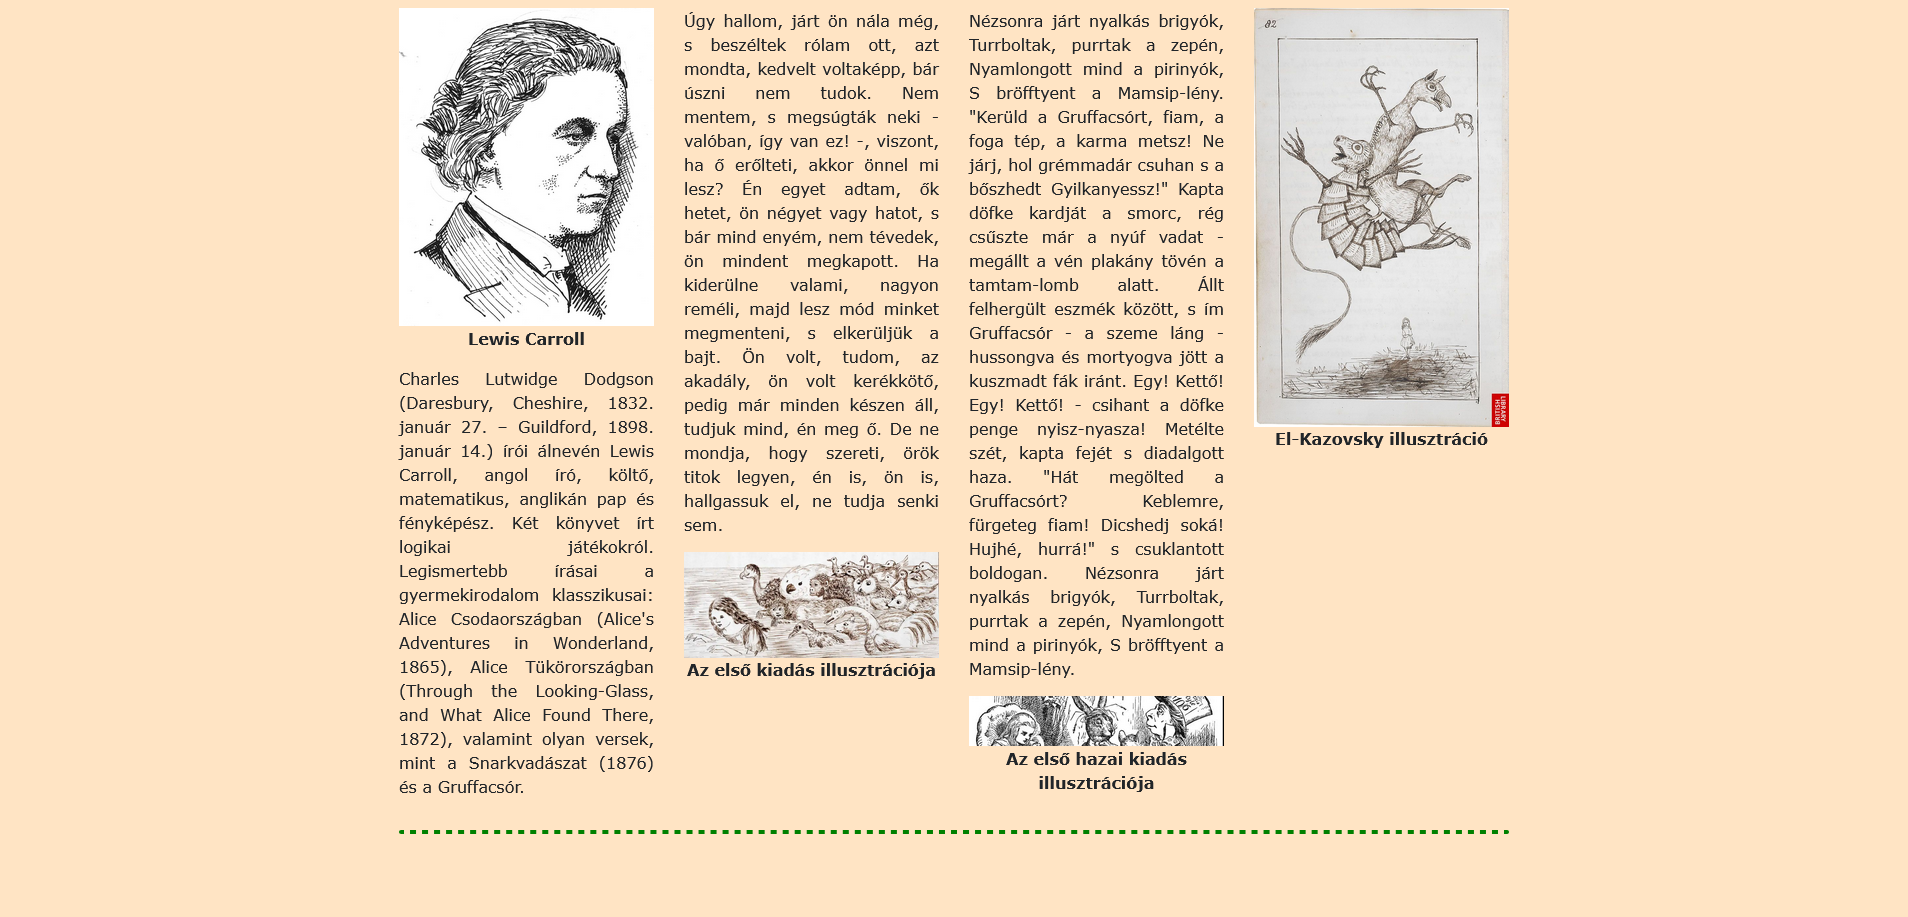 Lewis Carroll
Charles Lutwidge Dodgson
(Daresbury, Cheshire, 1832.
január 27. – Guildford, 1898.
január 14.) írói álnevén Lewis
Carroll, angol író, költő,
matematikus, anglikán pap és
fényképész. Két könyvet írt
logikai játékokról.
Legismertebb írásai a
gyermekirodalom klasszikusai:
Alice Csodaországban (Alice's
Adventures in Wonderland,
1865), Alice Tükörországban
(Through the Looking-Glass,
and What Alice Found There,
1872), valamint olyan versek,
mint a Snarkvadászat (1876)
és a Gruffacsór.
Úgy hallom, járt ön nála még,
s beszéltek rólam ott, azt
mondta, kedvelt voltaképp, bár
úszni nem tudok. Nem
mentem, s megsúgták neki -
valóban, így van ez! -, viszont,
ha ő erőlteti, akkor önnel mi
lesz? Én egyet adtam, ők
hetet, ön négyet vagy hatot, s
bár mind enyém, nem tévedek,
ön mindent megkapott. Ha
kiderülne valami, nagyon
reméli, majd lesz mód minket
megmenteni, s elkerüljük a
bajt. Ön volt, tudom, az
akadály, ön volt kerékkötő,
pedig már minden készen áll,
tudjuk mind, én meg ő. De ne
mondja, hogy szereti, örök
titok legyen, én is, ön is,
hallgassuk el, ne tudja senki
sem.
Az első kiadás illusztrációja
Nézsonra járt nyalkás brigyók,
Turrboltak, purrtak a zepén,
Nyamlongott mind a pirinyók,
S bröfftyent a Mamsip-lény.
"Kerüld a Gruffacsórt, fiam, a
foga tép, a karma metsz! Ne
járj, hol grémmadár csuhan s a
bőszhedt Gyilkanyessz!" Kapta
döfke kardját a smorc, rég
csűszte már a nyúf vadat -
megállt a vén plakány tövén a
tamtam-lomb alatt. Állt
felhergült eszmék között, s ím
Gruffacsór - a szeme láng -
hussongva és mortyogva jött a
kuszmadt fák iránt. Egy! Kettő!
Egy! Kettő! - csihant a döfke
penge nyisz-nyasza! Metélte
szét, kapta fejét s diadalgott
haza. "Hát megölted a
Gruffacsórt? Keblemre,
fürgeteg fiam! Dicshedj soká!
Hujhé, hurrá!" s csuklantott
boldogan. Nézsonra járt
nyalkás brigyók, Turrboltak,
purrtak a zepén, Nyamlongott
mind a pirinyók, S bröfftyent a
Mamsip-lény.
Az első hazai kiadás
illusztrációja
82
BRITISH
LIBRARY
El-Kazovsky illusztráció